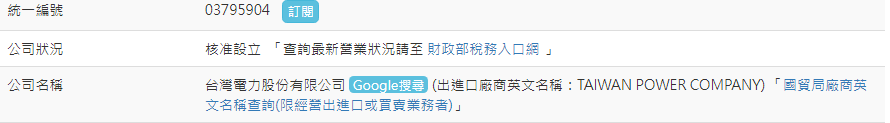 統一編號 03795904 訂閱
公司狀況 核准設立 「查詢最新營業狀況請至 財政部稅務入口網 」
公司名稱 台灣電力股份有限公司 Google搜尋 (出進口廠商英文名稱：TAIWAN POWER COMPANY) 「國貿局廠商英
文名稱查詢(限經營出進口或買賣業務者)」